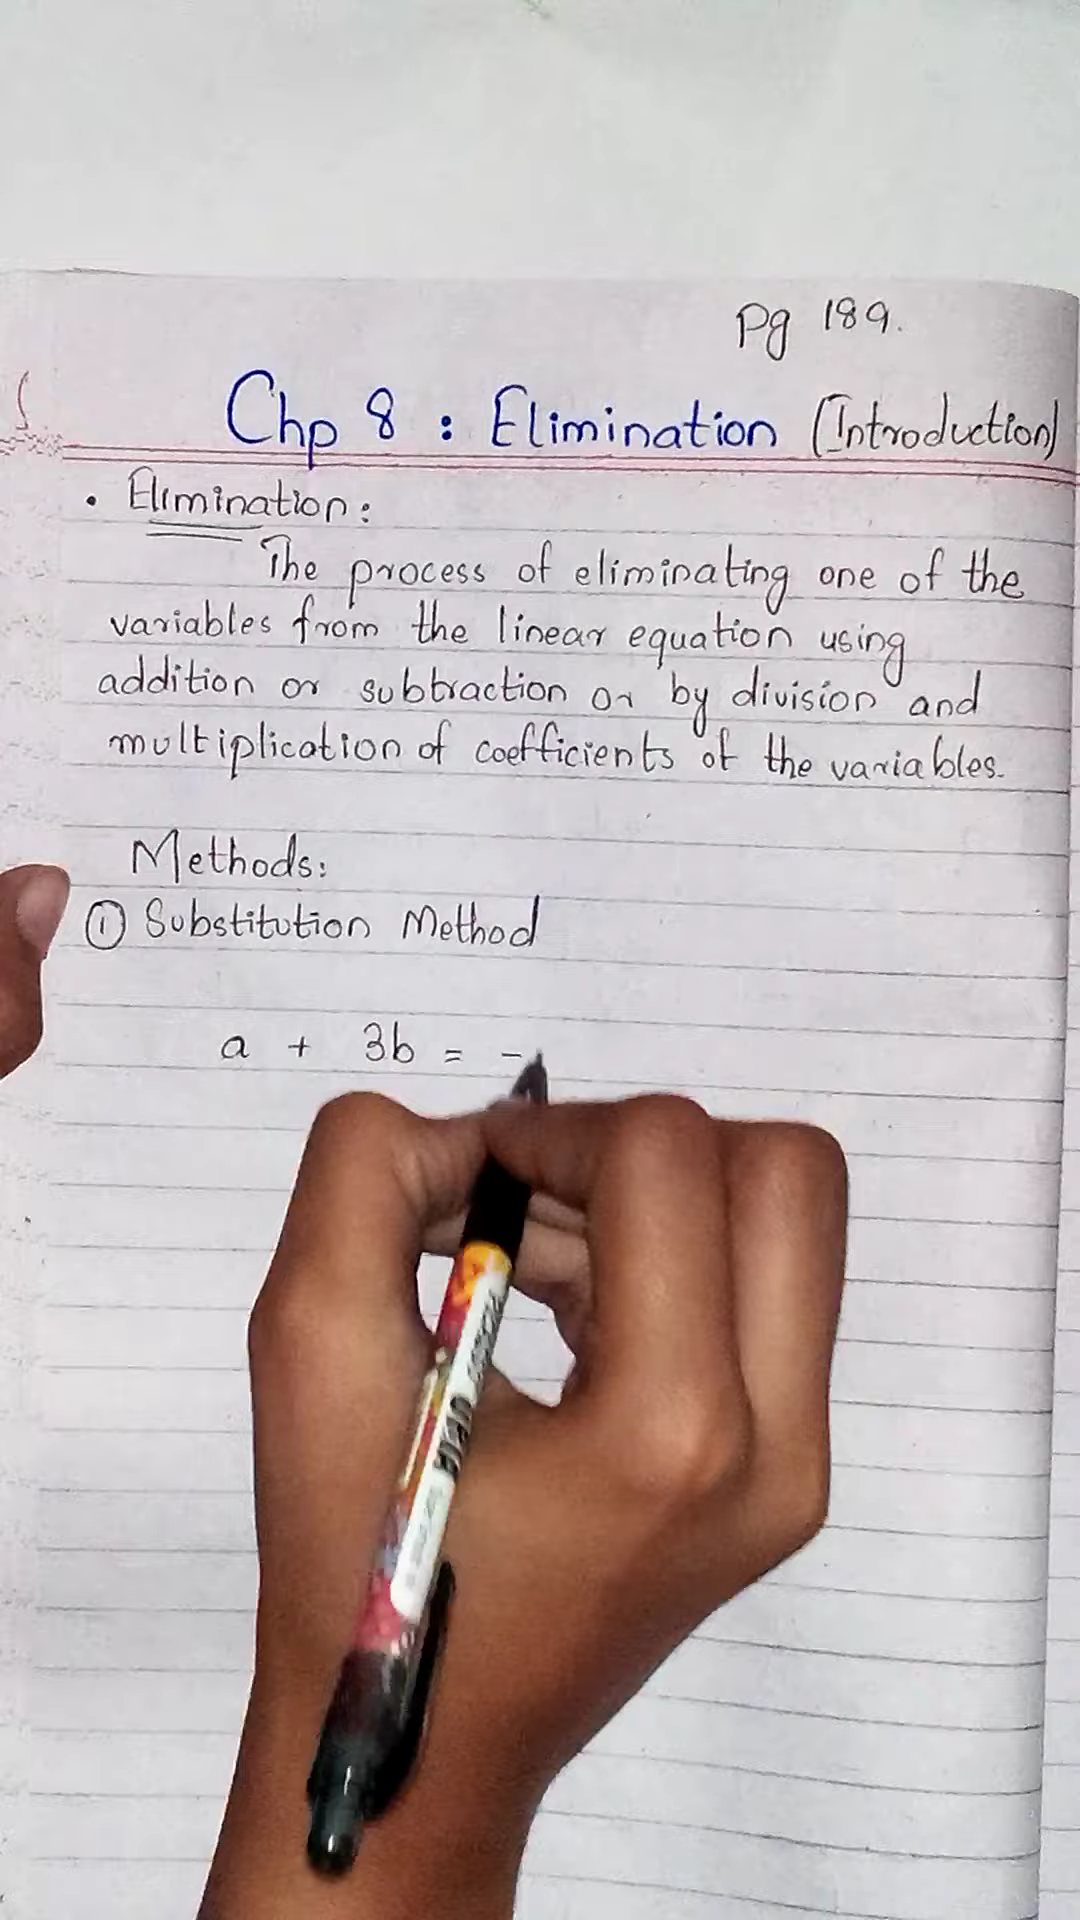 Pg 189.
Chp 8 : Elimination (Introduction)
• Elimination:
The process of eliminating one of the
variables from the linear equation using
addition or subtraction or by division and
multiplication of coefficients of the variables.
Methods:
① Substitution Method
a + 3b = -